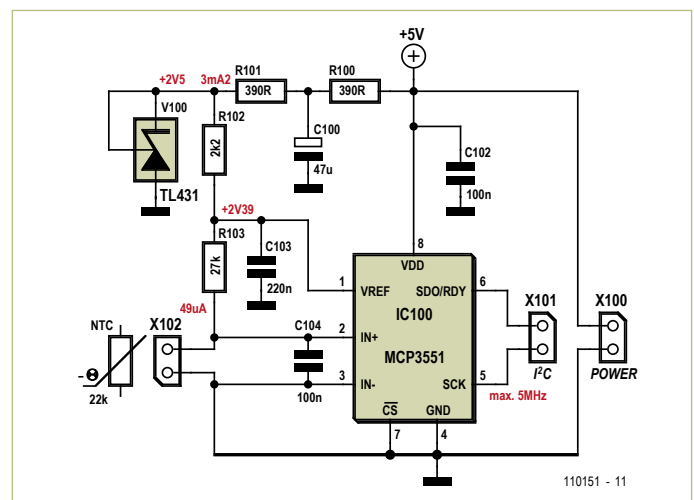 +5V
+2V5
3mA2
R101
390R
R100
390R
V100
R102
2k2
C100
47u
C102
100n
TL431
+2V39
R103
27k
C103
220n
49uA
8
VDD
1
VREF
SDO/RDY
6
X101
X100
IC100
NTC
X102
C104
2
IN+
MCP3551
100n
3
IN-
SCK
5
I²C
POWER
max. 5MHz
-Θ
22k
CS
GND
7
4
110151 - 11